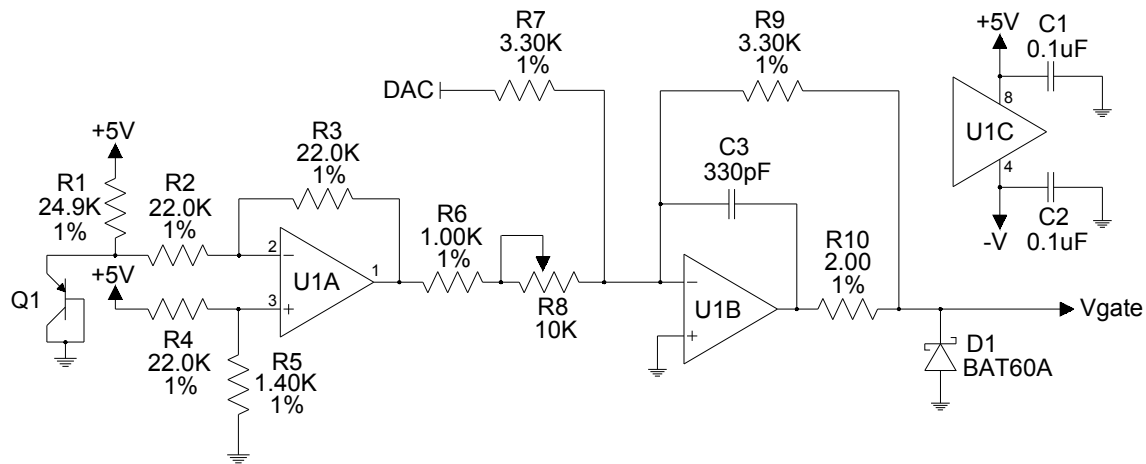 R7
3.30K
1%
DAC
R9
3.30K
1%
+5V
C1
0.1uF
8
U1C
4
C2
0.1uF
-V
+5V
R1
24.9K
1%
R2
22.0K
1%
R3
22.0K
1%
2
−
U1A
1
3
+
Q1
+5V
R4
22.0K
1%
R5
1.40K
1%
R6
1.00K
1%
R8
10K
C3
330pF
−
U1B
+
R10
2.00
1%
Vgate
D1
BAT60A